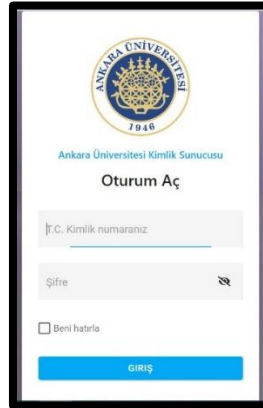 ANKARA ÜNİVERSİTESİ
1946
Ankara Üniversitesi Kimlik Sunucusu
Oturum Aç
T.C. Kimlik numaranız
Şifre
Beni hatırla
GIRIŞ